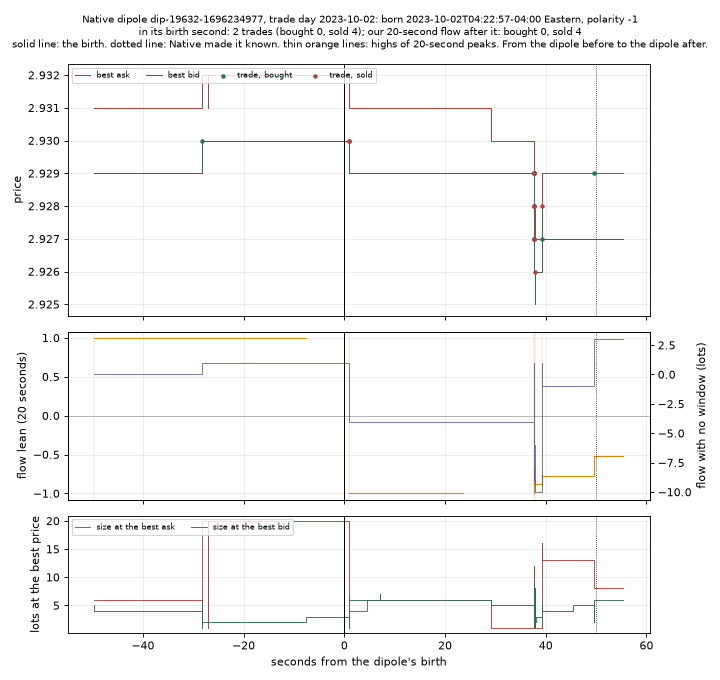 Native dipole dip-19632-1696234977, trade day 2023-10-02: born 2023-10-02T04:22:57-04:00 Eastern, polarity -1
in its birth second: 2 trades (bought 0, sold 4); our 20-second flow after it: bought 0, sold 4
solid line: the birth. dotted line: Native made it known. thin orange lines: highs of 20-second peaks. From the dipole before to the dipole after.
best ask
best bid
trade, bought
trade, sold
2.932
2.931
2.930
2.929
2.928
2.927
2.926
2.925
price
1.0
0.5
0.0
−0.5
−1.0
flow lean (20 seconds)
2.5
0.0
−2.5
−5.0
−7.5
−10.0
flow with no window (lots)
size at the best ask
size at the best bid
20
15
10
5
lots at the best price
−40
−20
0
20
40
60
seconds from the dipole's birth